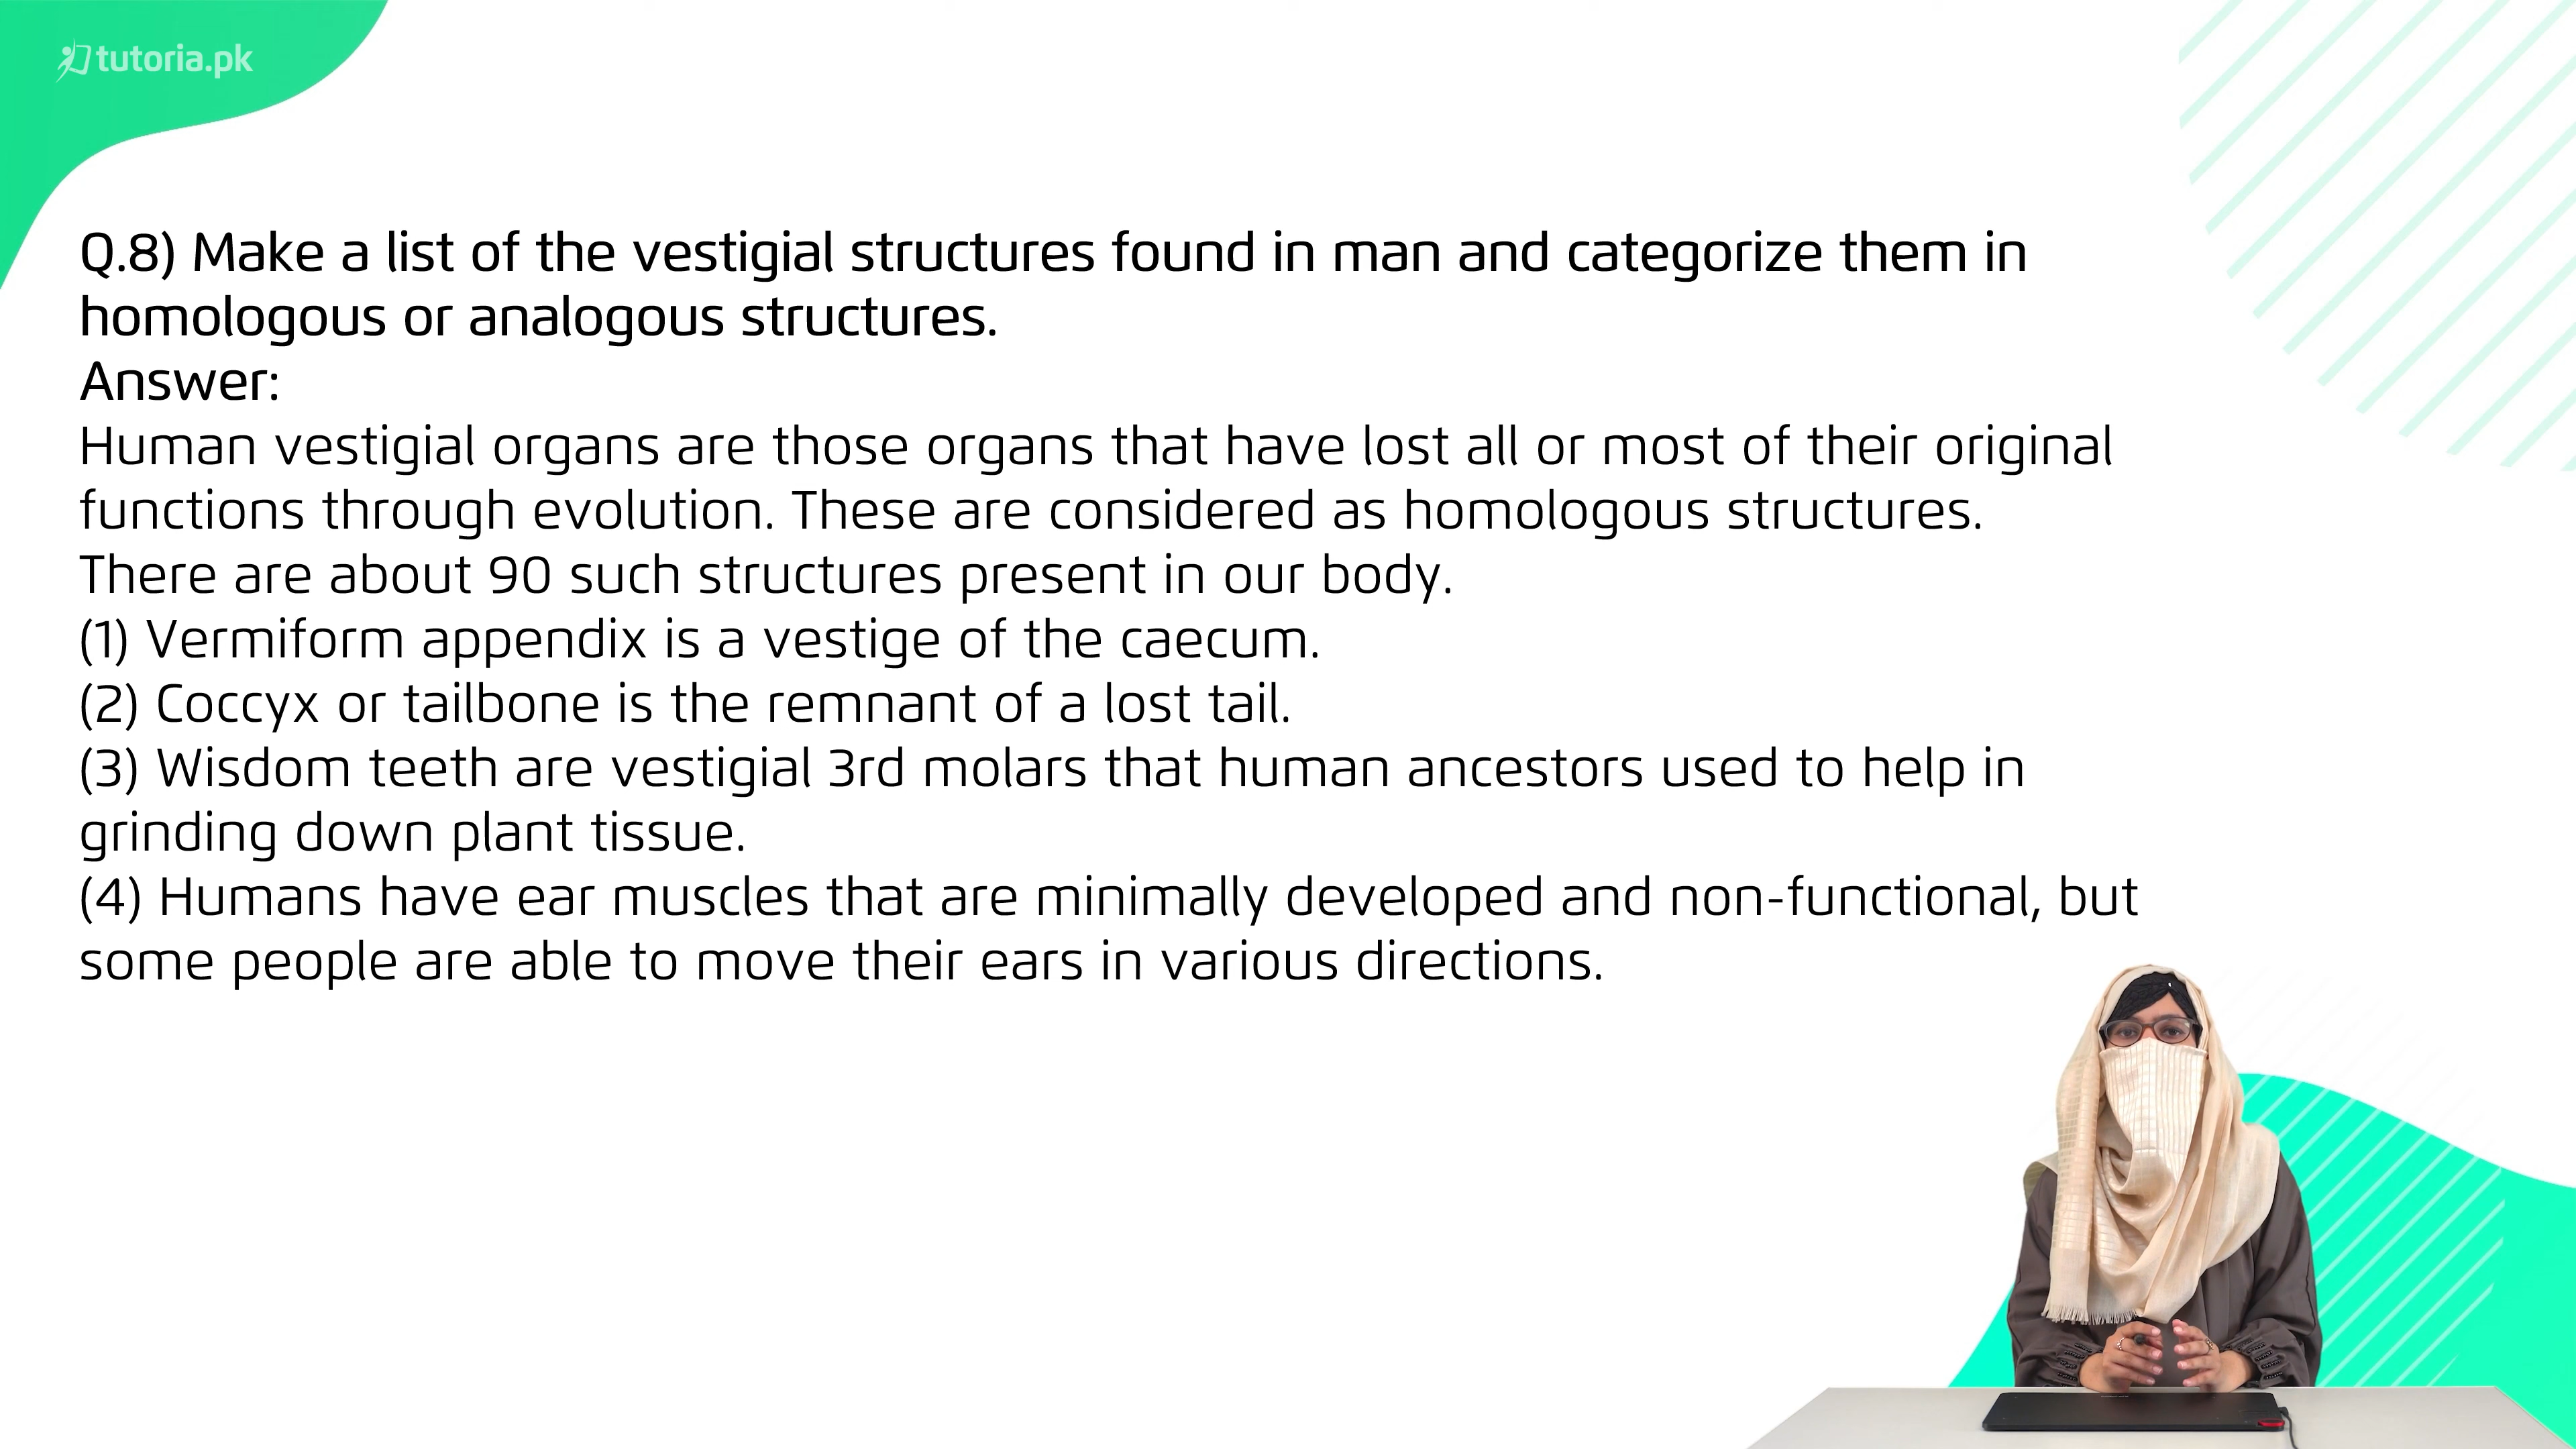 tutoria.pk
Q.8) Make a list of the vestigial structures found in man and categorize them in
homologous or analogous structures.
Answer:
Human vestigial organs are those organs that have lost all or most of their original
functions through evolution. These are considered as homologous structures.
There are about 90 such structures present in our body.
(1) Vermiform appendix is a vestige of the caecum.
(2) Coccyx or tailbone is the remnant of a lost tail.
(3) Wisdom teeth are vestigial 3rd molars that human ancestors used to help in
grinding down plant tissue.
(4) Humans have ear muscles that are minimally developed and non-functional, but
some people are able to move their ears in various directions.